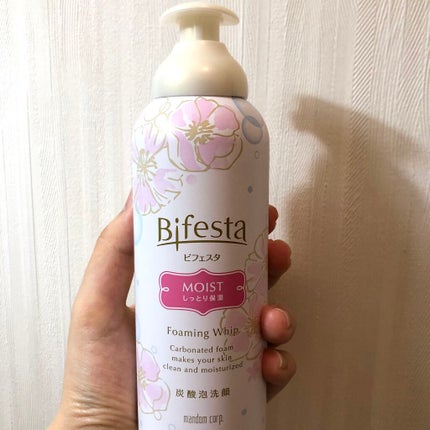 Bifesta
ビフェスタ
MOIST
しっとり保湿
Foaming Whip
Carbonated foam
makes your skin
clean and moisturized
炭酸泡洗顔
mandom corp.